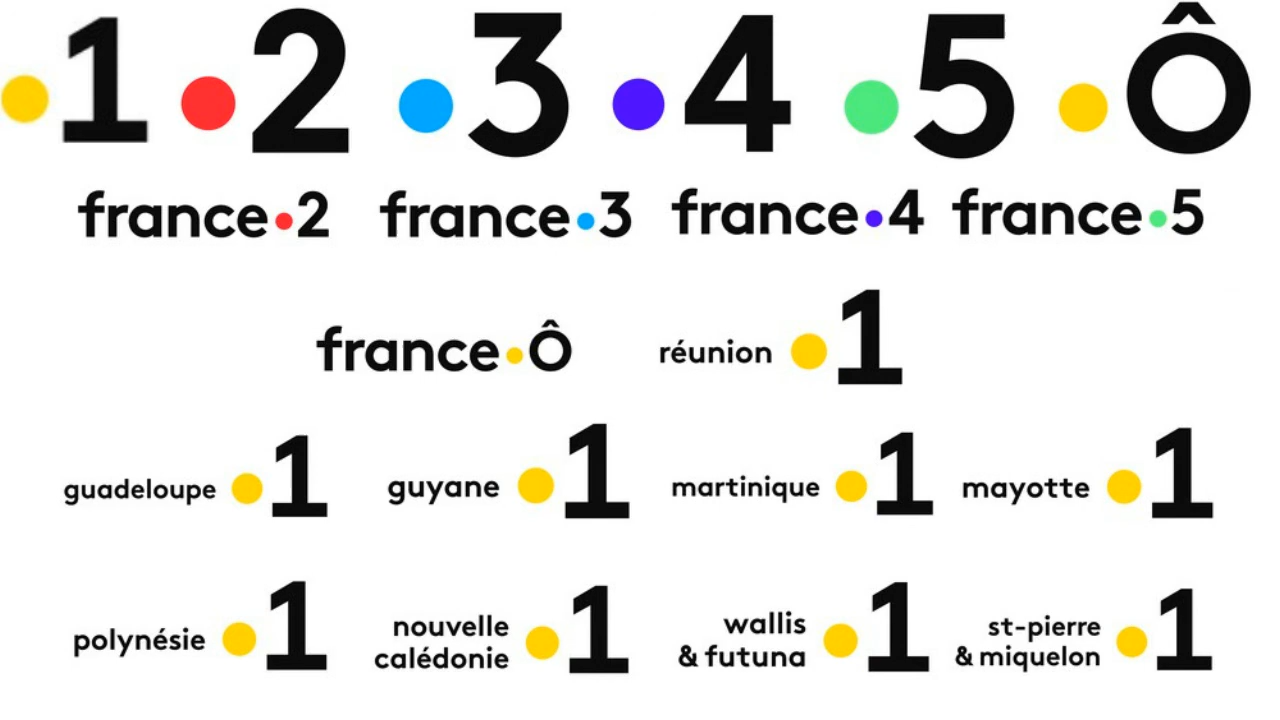 1 2 3 4 5 Ô
france•2 france•3 france•4 france•5
france•Ô réunion 1
guadeloupe 1 guyane 1 martinique 1 mayotte 1
polynésie 1
nouvelle
calédonie 1
wallis
& futuna 1
st-pierre
& miquelon 1